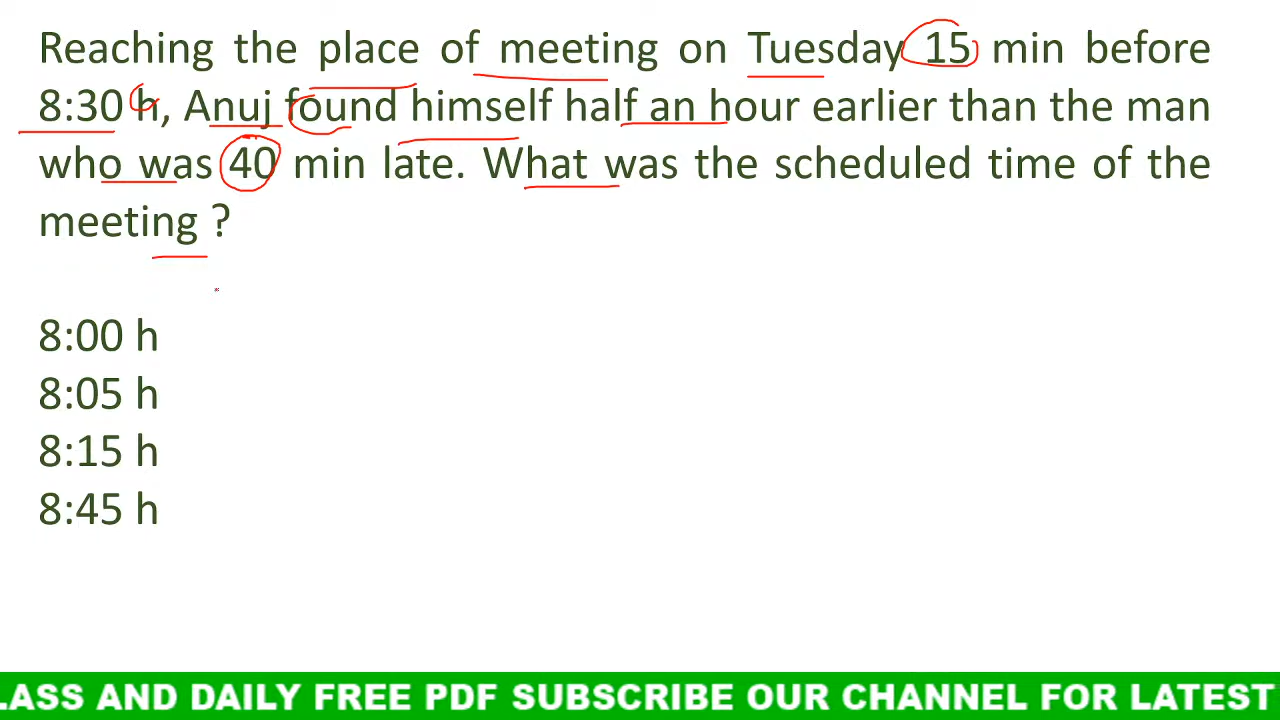 Reaching the place of meeting on Tuesday 15 min before
8:30 h, Anuj found himself half an hour earlier than the man
who was 40 min late. What was the scheduled time of the
meeting ?
8:00 h
8:05 h
8:15 h
8:45 h
LASS AND DAILY FREE PDF SUBSCRIBE OUR CHANNEL FOR LATEST